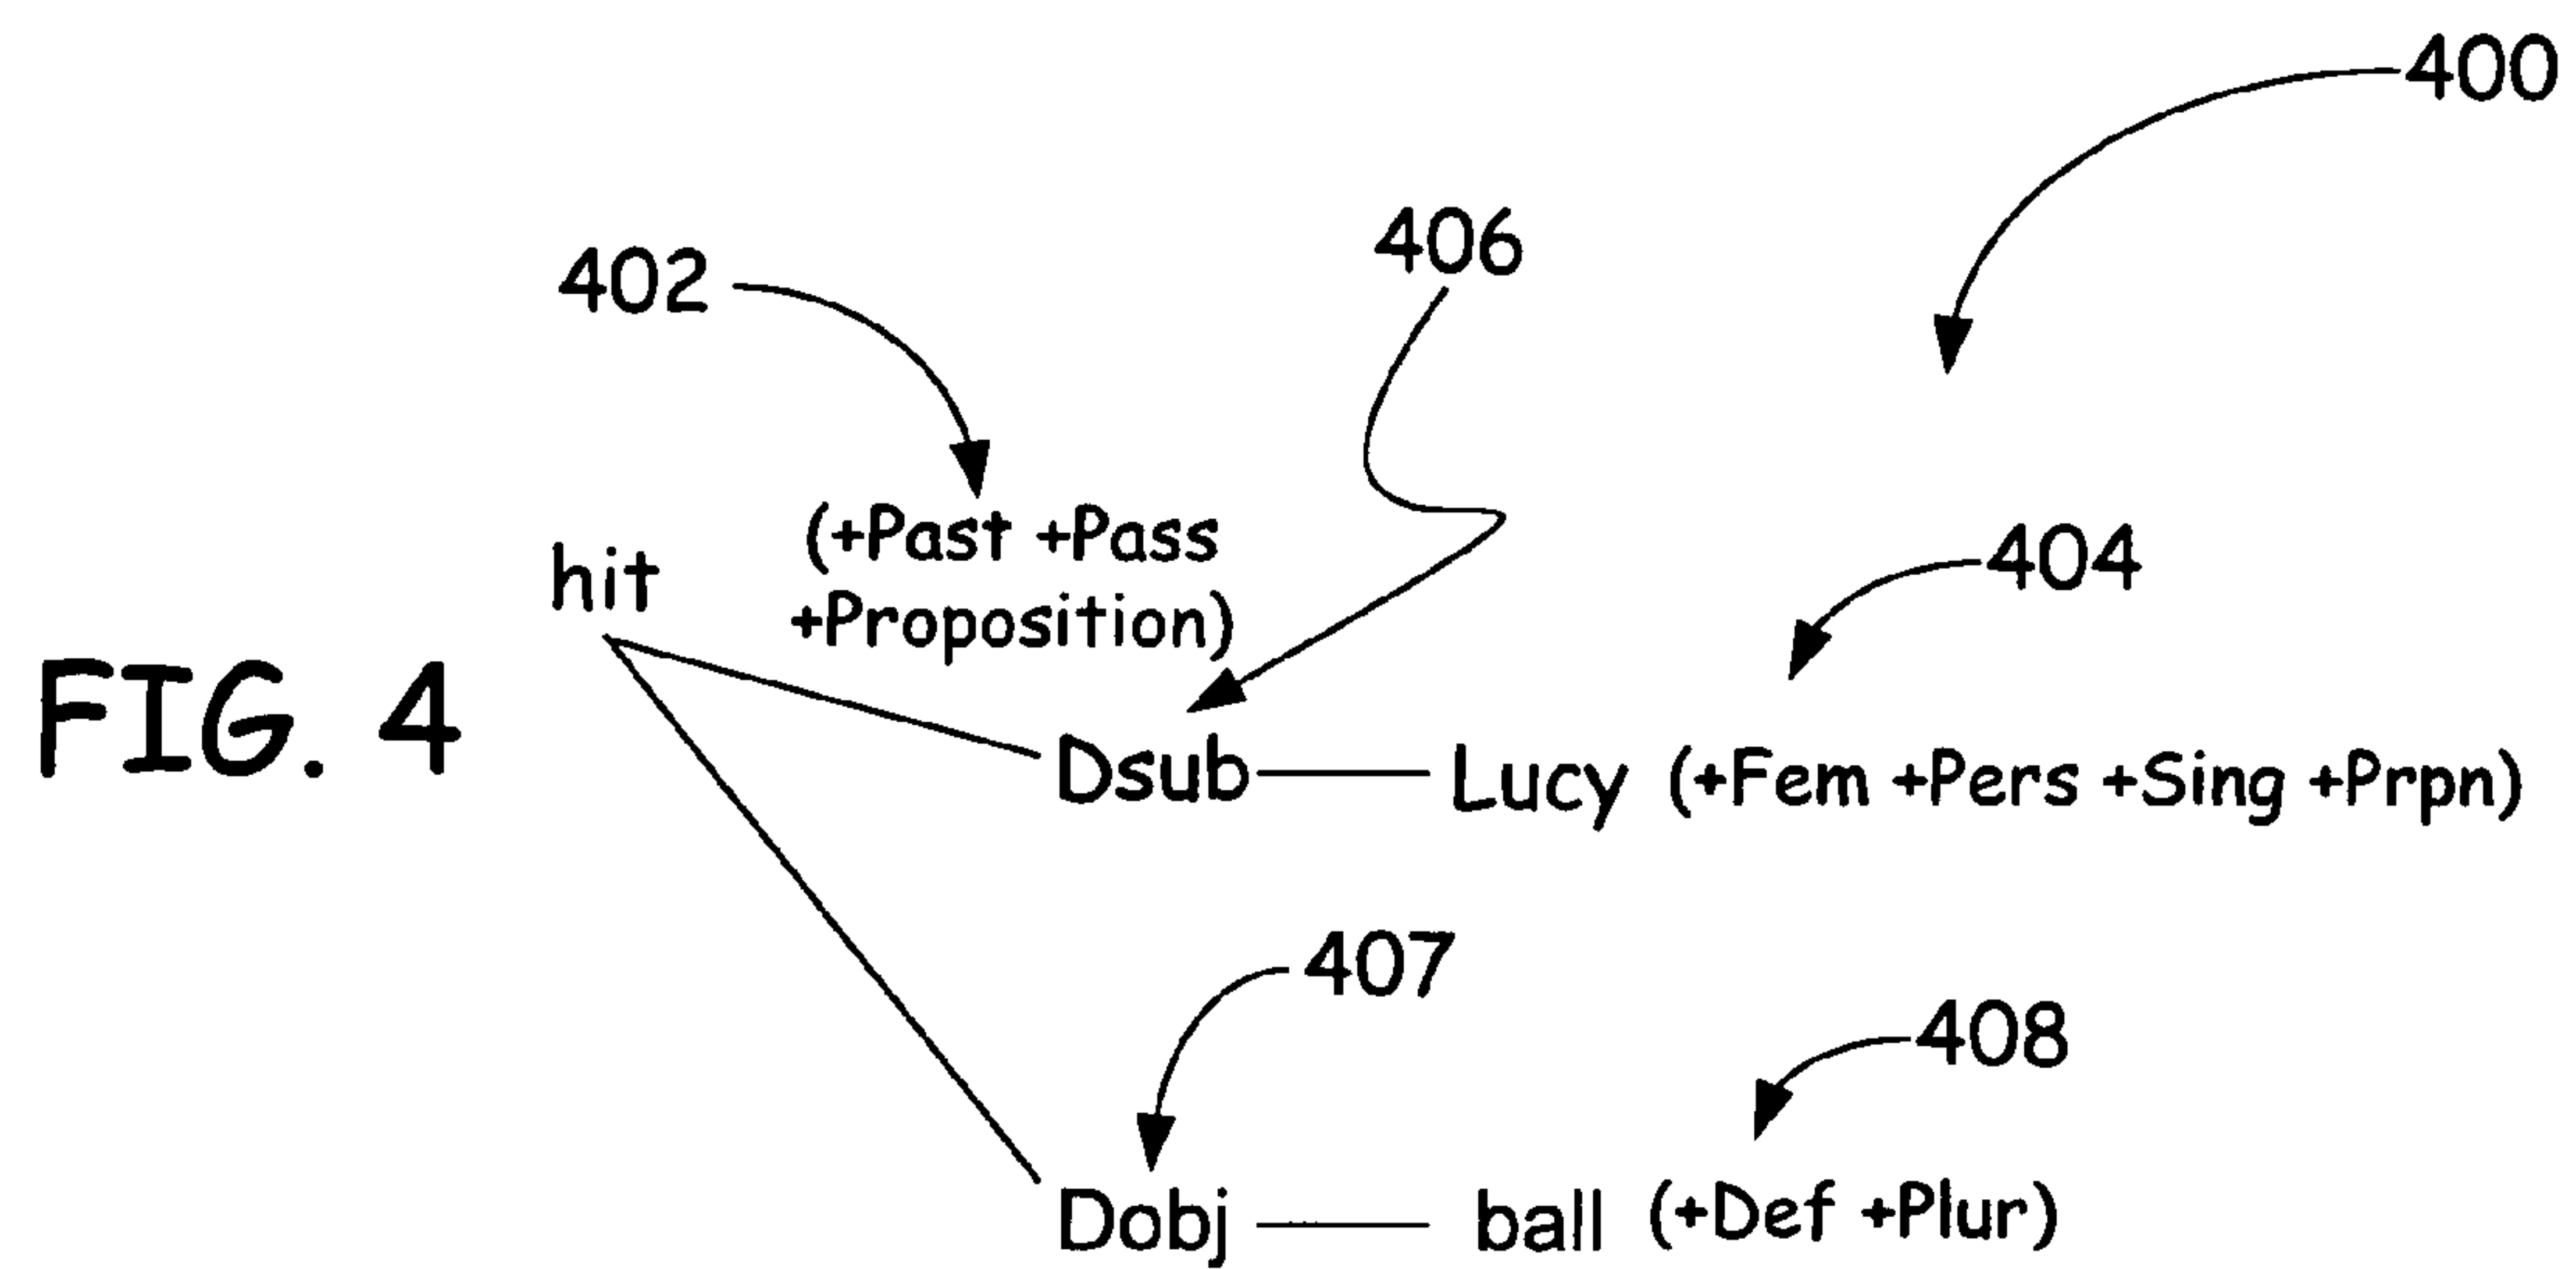 400
406
402
(+Past +Pass
404
hit
+Proposition)
FIG. 4
Dsub Lucy (+Fem +Pers +Sing +Prpn)
407
408
Dobj ball (+Def +Plur)